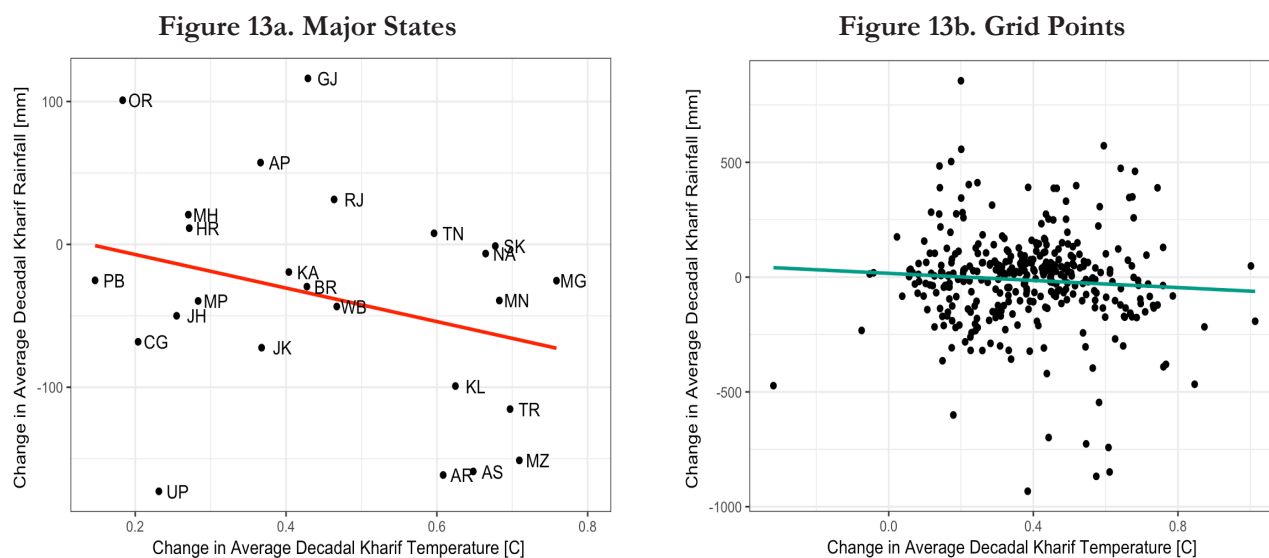 Figure 13a. Major States
Change in Average Decadal Kharif Rainfall [mm]
100
0
-100
GJ
OR
AP
RJ
MH
HR
TN
SK
NA
KA
PB
BR
MG
MP
MN
WB
JH
CG
JK
KL
TR
MZ
AS
AR
UP
0.2 0.4 0.6 0.8
Change in Average Decadal Kharif Temperature [C]
Figure 13b. Grid Points
Change in Average Decadal Kharif Rainfall [mm]
500
0
-500
-1000
0.0 0.4 0.8
Change in Average Decadal Kharif Temperature [C]